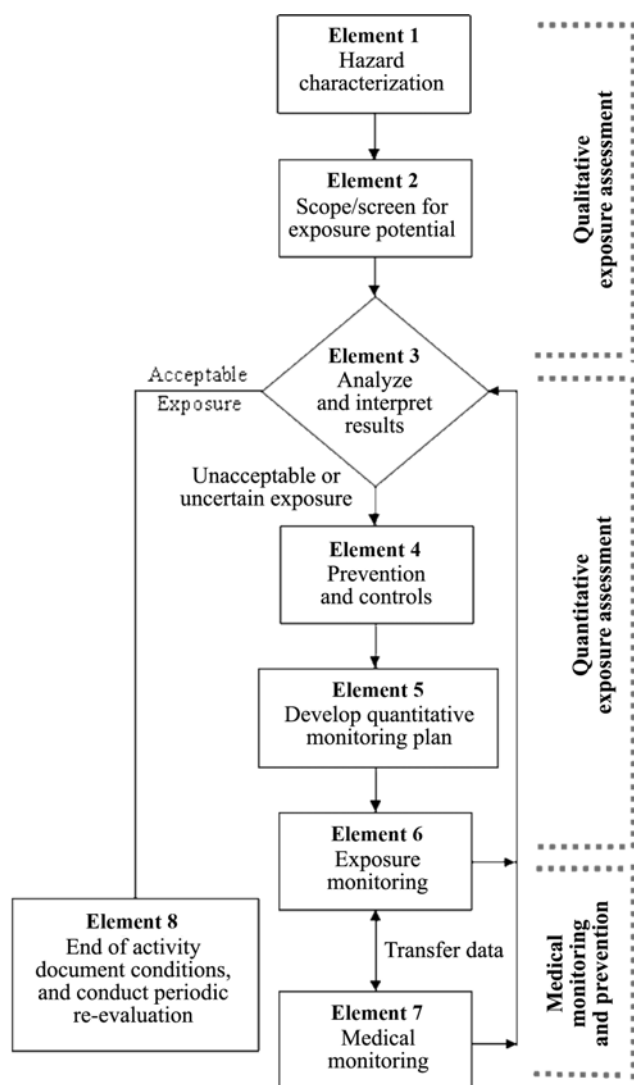 Element 1
Hazard
characterization
Element 2
Scope/screen for
exposure potential
Qualitative
exposure assessment
Element 3
Analyze
and interpret
results
Acceptable
Exposure
Unacceptable or
uncertain exposure
Element 4
Prevention
and controls
Element 5
Develop quantitative
monitoring plan
Quantitative
exposure assessment
Element 6
Exposure
monitoring
Element 8
End of activity
document conditions,
and conduct periodic
re-evaluation
Transfer data
Element 7
Medical
monitoring
Medical
monitoring
and prevention